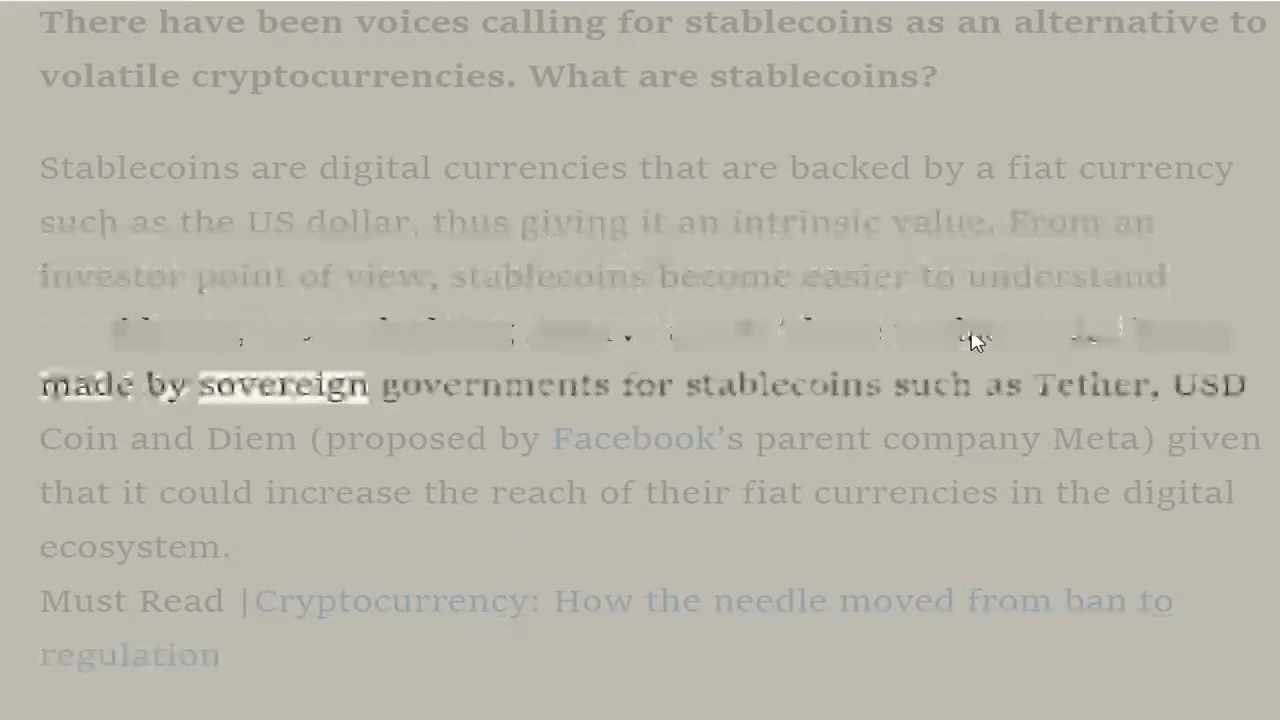 There have been voices calling for stablecoins as an alternative to
volatile cryptocurrencies. What are stablecoins?
Stablecoins are digital currencies that are backed by a fiat currency
such as the US dollar, thus giving it an intrinsic value. From an
investor point of view, stablecoins become easier to understand
made by sovereign governments for stablecoins such as Tether, USD
Coin and Diem (proposed by Facebook's parent company Meta) given
that it could increase the reach of their fiat currencies in the digital
ecosystem.
Must Read |Cryptocurrency: How the needle moved from ban to
regulation